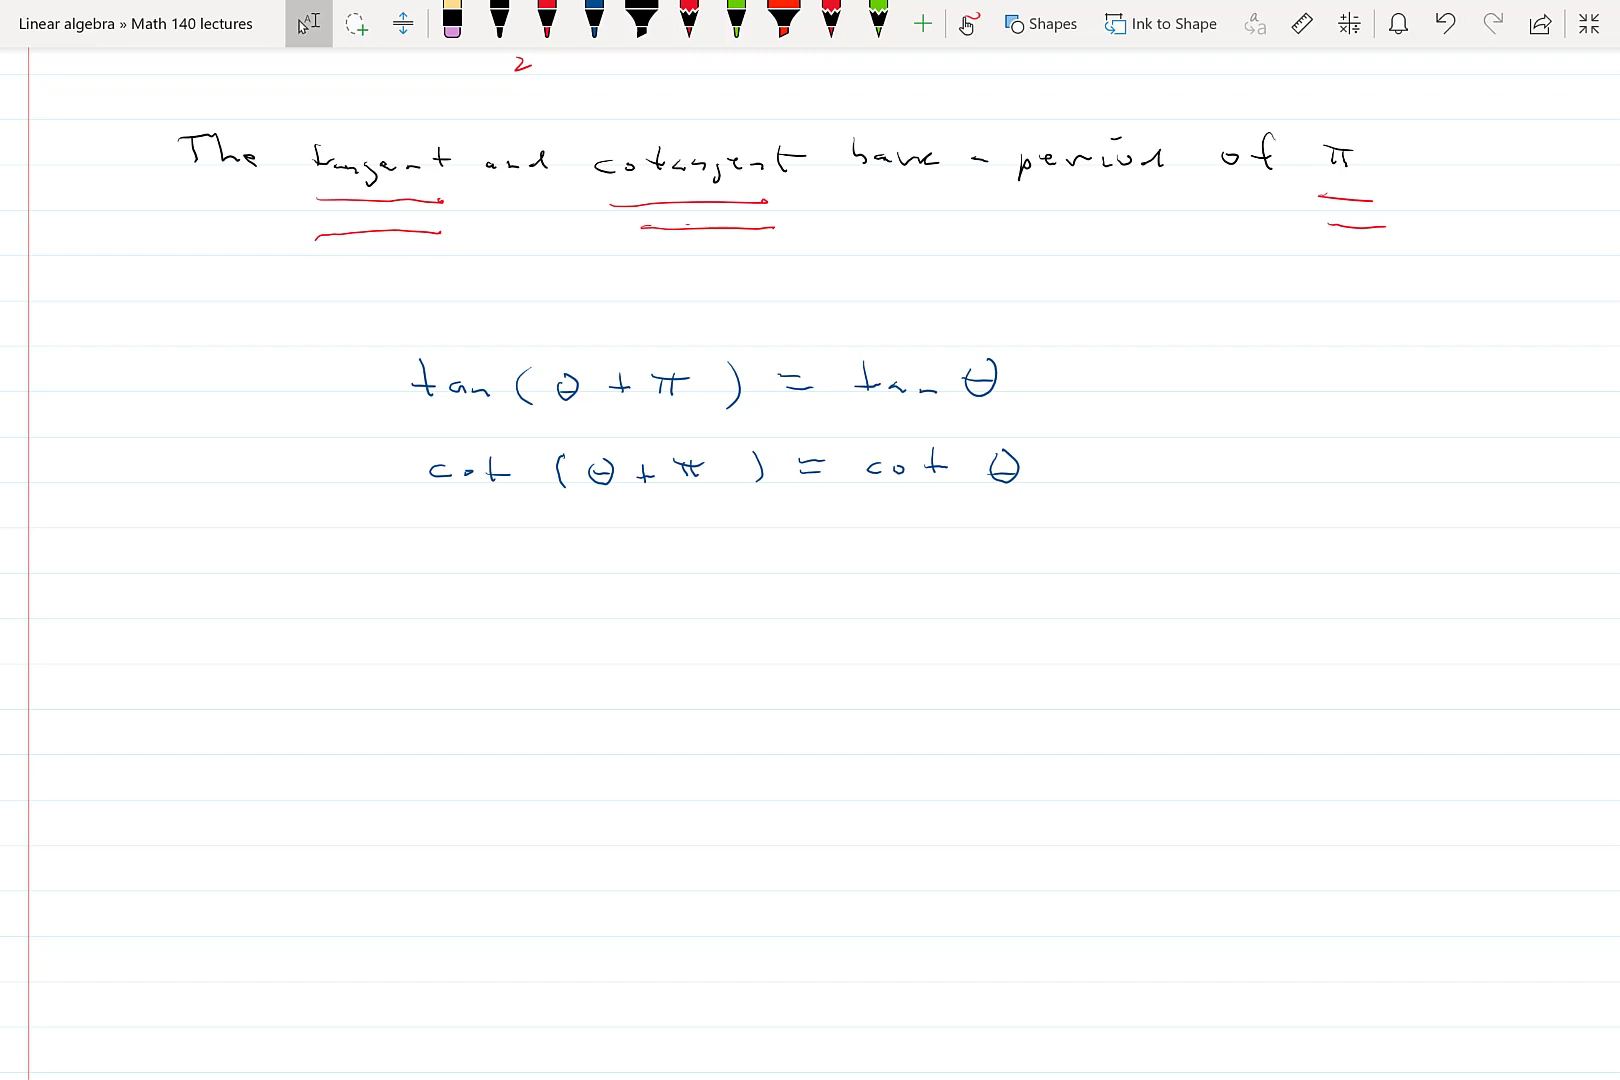 Linear algebra » Math 140 lectures
Shapes
Ink to Shape
2
The tangent and cotangent have a period of π
tan(θ + π) = tan θ
cot (θ + π) = cot θ